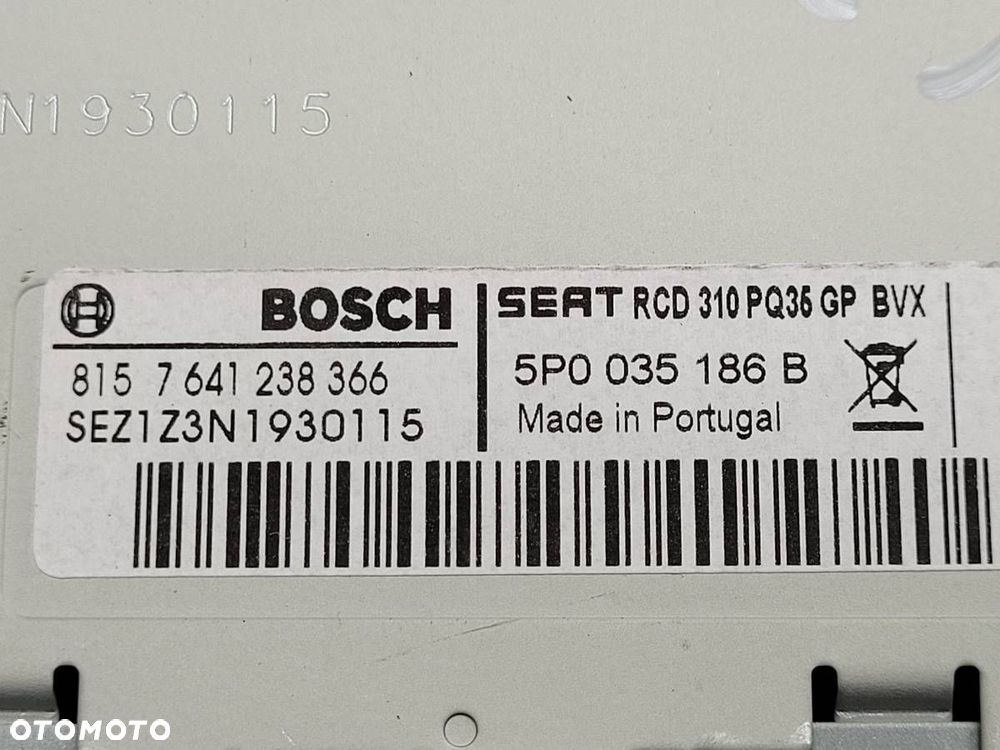 N1930115
BOSCH
815 7 641 238 366
SEZ1Z3N1930115
SEAT RCD 310 PQ35 GP BVX
5P0 035 186 B
Made in Portugal
OTOMOTO